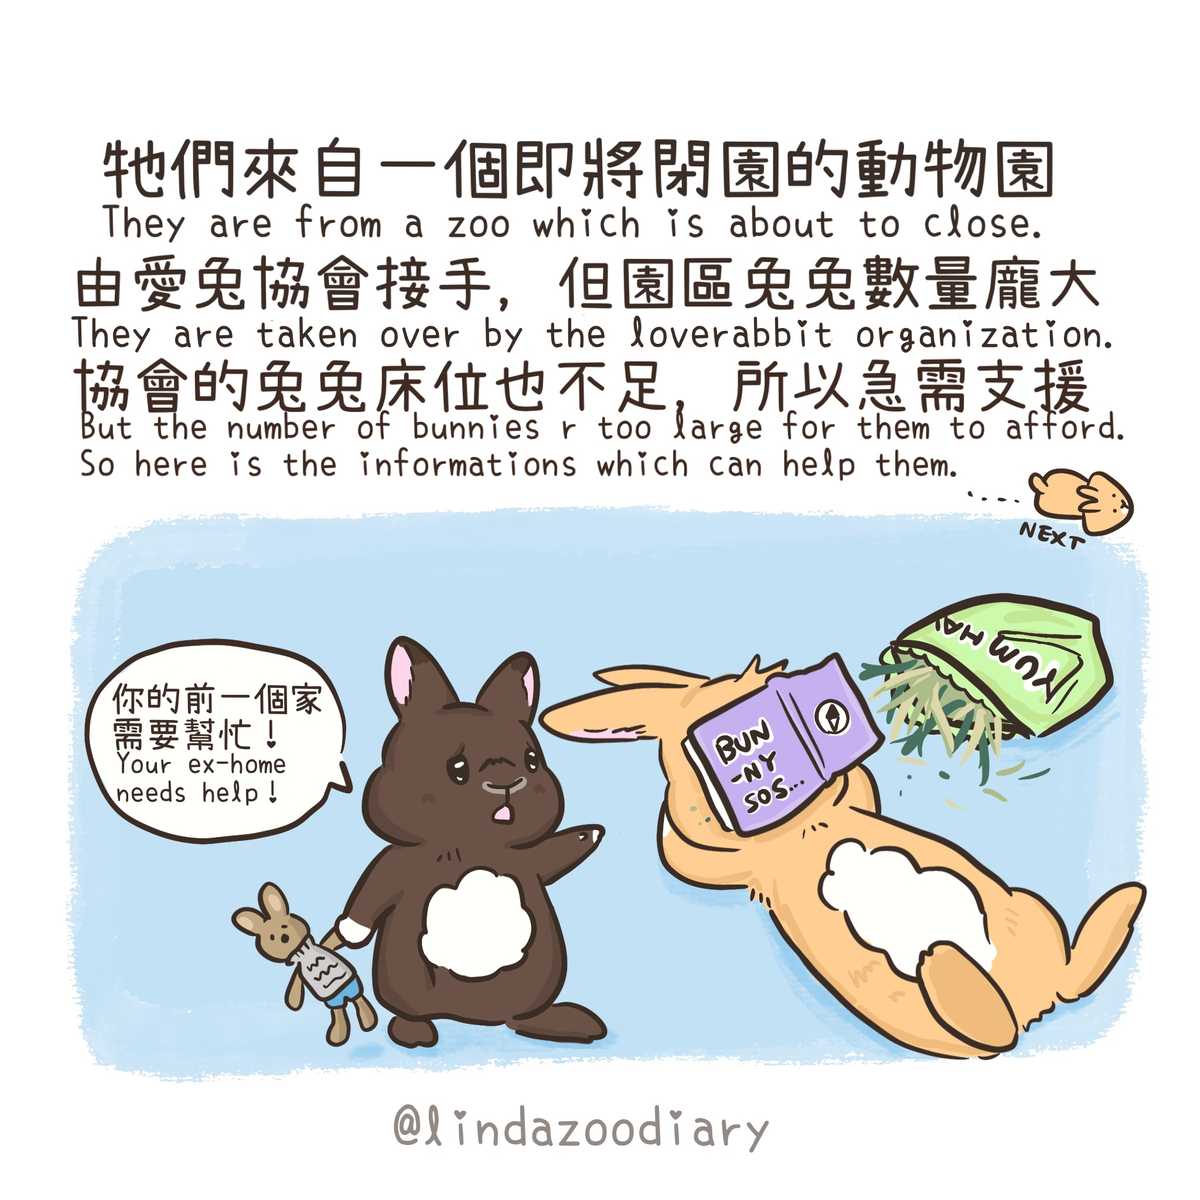 牠們來自一個即將閉園的動物園
They are from a zoo which is about to close.
由愛兔協會接手，但園區兔兔數量龐大
They are taken over by the loverabbit organization.
協會的兔兔床位也不足，所以急需支援
But the number of bunnies r too large for them to afford.
So here is the informations which can help them.
NEXT
你的前一個家
需要幫忙！
Your ex-home
needs help!
BUN
-NY
SOS...
YUM HAY
@lindazoodiary